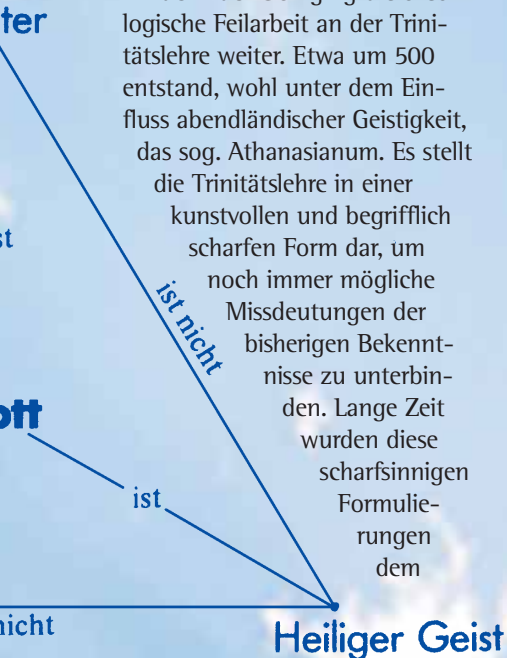 logische Feilarbeit an der Trini-
tätslehre weiter. Etwa um 500
entstand, wohl unter dem Ein-
fluss abendländischer Geistigkeit,
das sog. Athanasianum. Es stellt
die Trinitätslehre in einer
kunstvollen und begrifflich
scharfen Form dar, um
noch immer mögliche
Missdeutungen der
bisherigen Bekennt-
nisse zu unterbin-
den. Lange Zeit
wurden diese
scharfsinnigen
Formulie-
rungen
dem
ter
st
ist nicht
ott
ist
nicht
Heiliger Geist